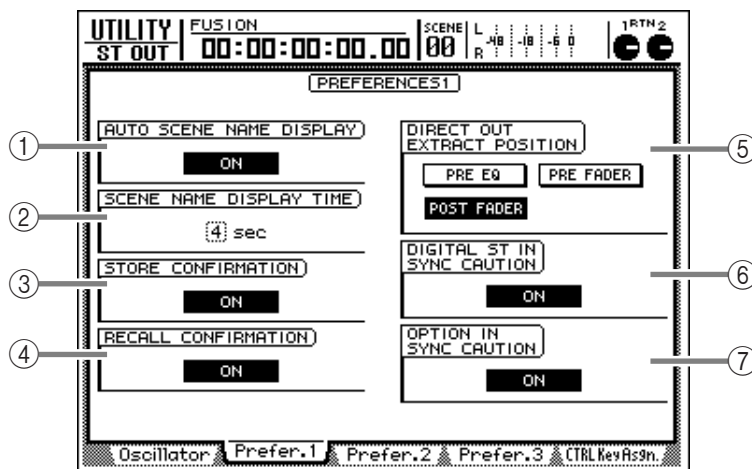 UTILITY FUSION SCENE L -48 -18 -6 0 1 RTN 2
ST OUT 00:00:00:00.00 00 R
PREFERENCES1
① AUTO SCENE NAME DISPLAY
ON
② SCENE NAME DISPLAY TIME
4 sec
③ STORE CONFIRMATION
ON
④ RECALL CONFIRMATION
ON
⑤ DIRECT OUT
EXTRACT POSITION
PRE EQ PRE FADER
POST FADER
⑥ DIGITAL ST IN
SYNC CAUTION
ON
⑦ OPTION IN
SYNC CAUTION
ON
Oscillator Prefer.1 Prefer.2 Prefer.3 CTRL Key Asgn.